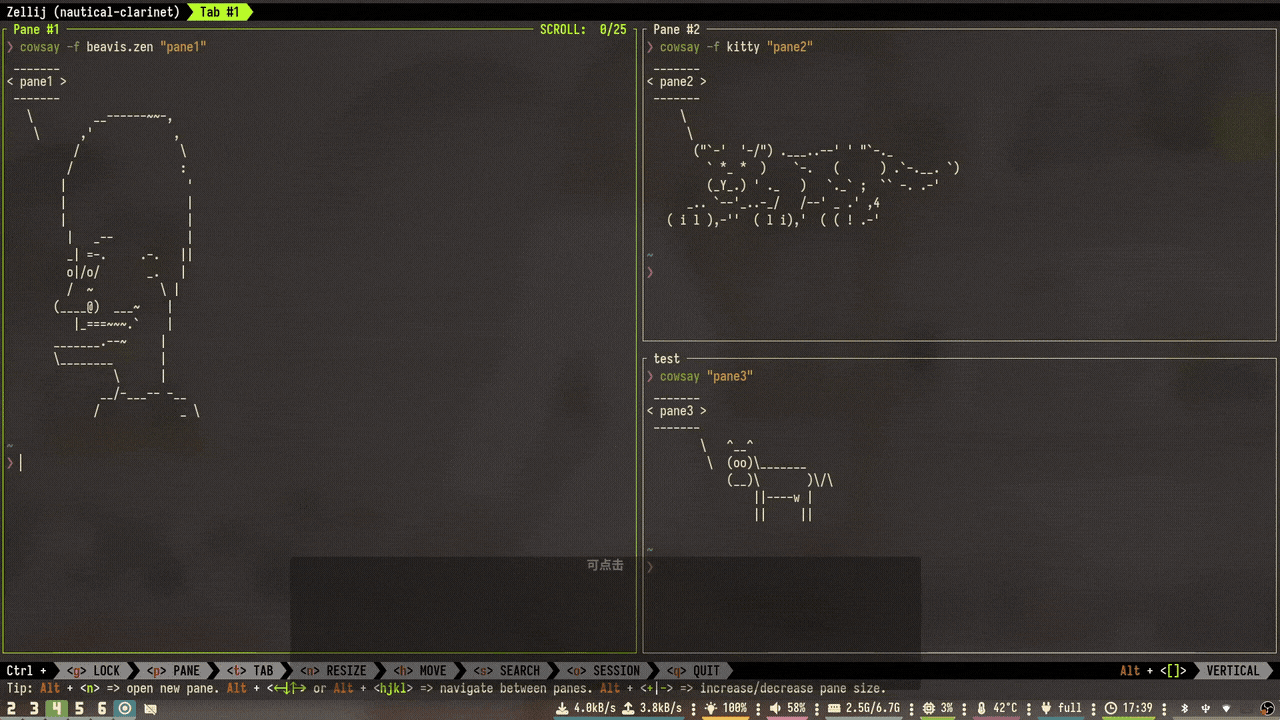 Zellij (nautical-clarinet) Tab #1
Pane #1 SCROLL: 0/25
❯ cowsay -f beavis.zen "pane1"
< pane1 >
~
❯
Pane #2
❯ cowsay -f kitty "pane2"
< pane2 >
~
❯
test
❯ cowsay "pane3"
< pane3 >
~
❯
可点击
Ctrl + <g> LOCK <p> PANE <t> TAB <n> RESIZE <h> MOVE <s> SEARCH <o> SESSION <q> QUIT Alt + <[]> VERTICAL
Tip: Alt + <n> => open new pane. Alt + <←↓↑→> or Alt + <hjkl> => navigate between panes. Alt + <+|-> => increase/decrease pane size.
2 3 4 5 6 4.0kB/s 3.8kB/s 100% 58% 2.5G/6.7G 3% 42°C full 17:39